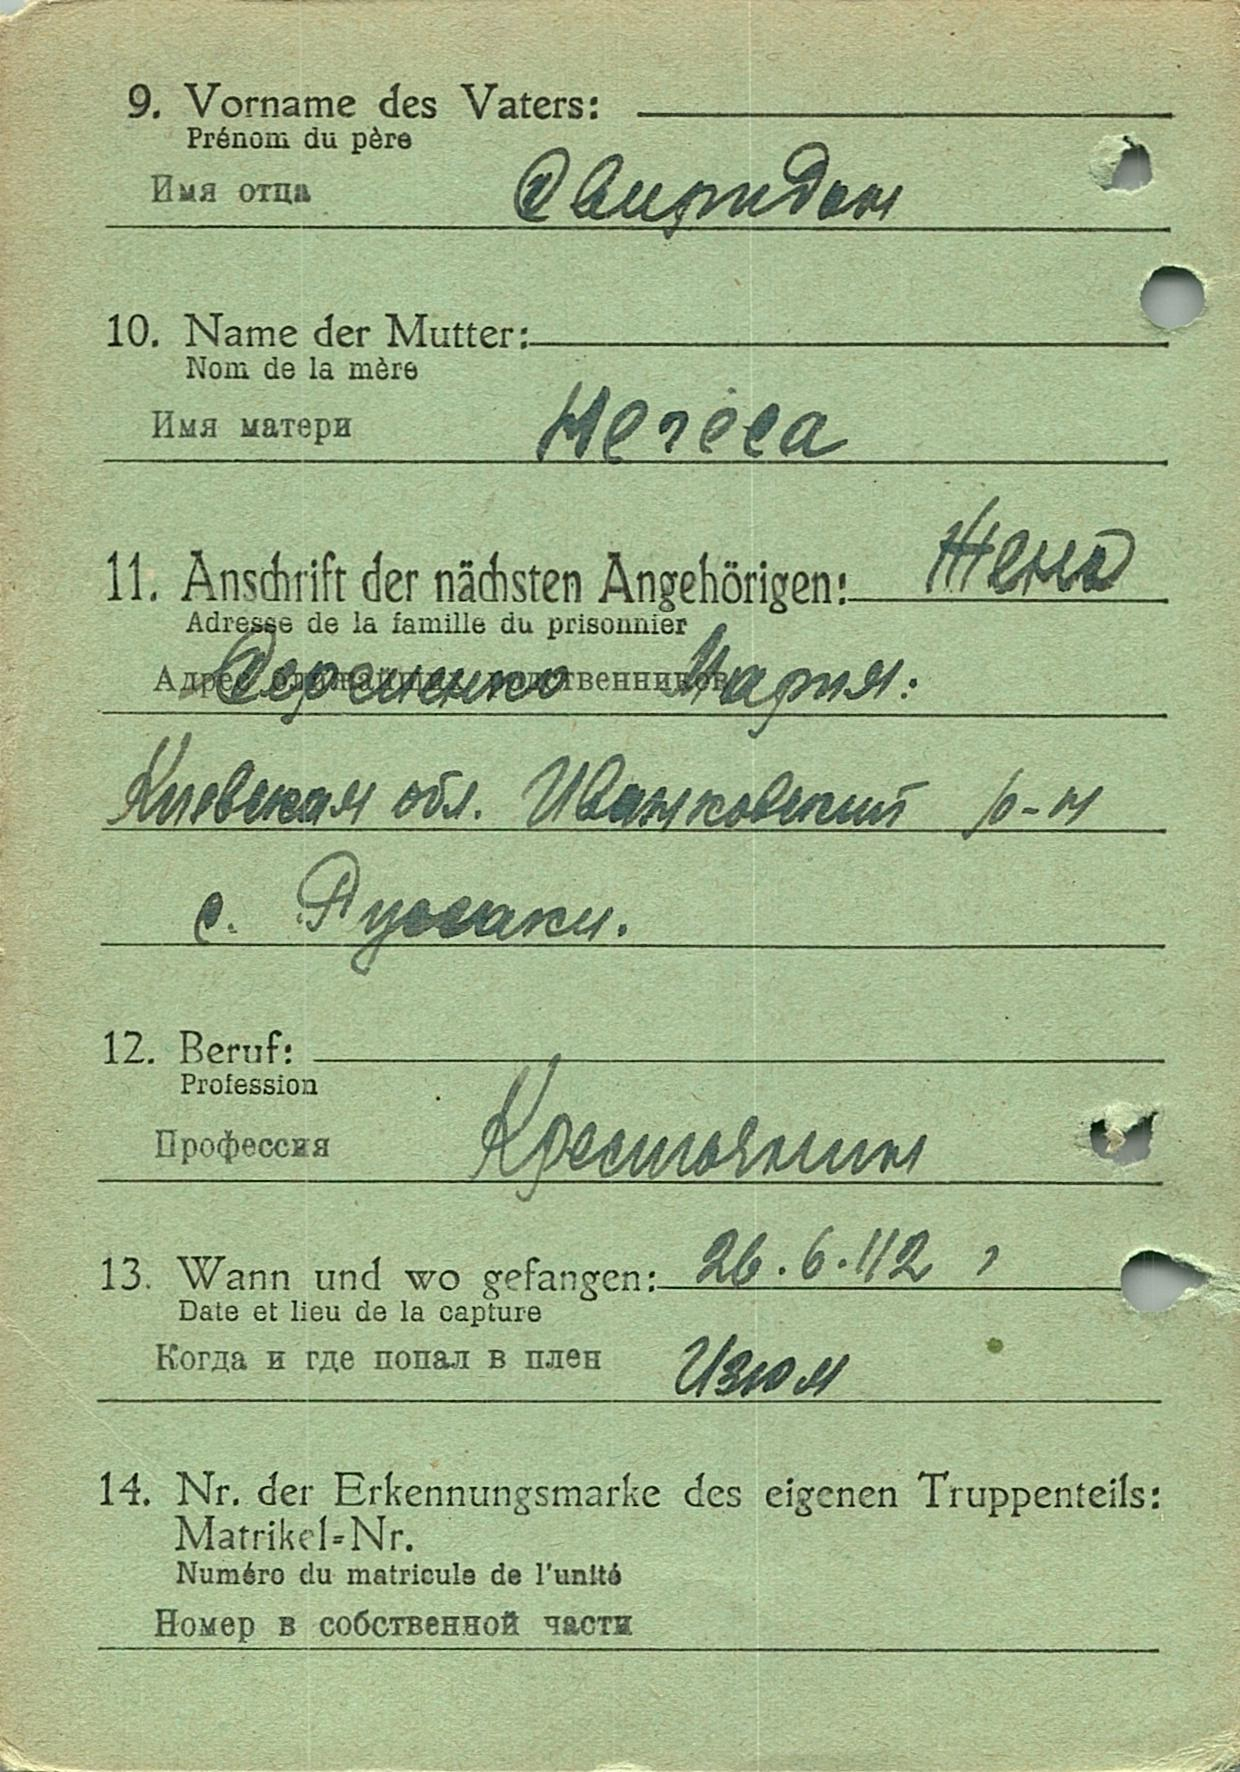 9. Vorname des Vaters:
Prénom du père
Имя отца Свиридон
10. Name der Mutter:
Nom de la mère
Имя матери
11. Anschrift der nächsten Angehörigen: Жена
Adresse de la famille du prisonnier
Адрес ближайших родственников Мария.
Киевская обл. Иванковский р-н
с. Руссаки.
12. Beruf:
Profession
Профессия Крестьянин
13. Wann und wo gefangen: 26.6.42,
Date et lieu de la capture
Когда и где попал в плен Изюм
14. Nr. der Erkennungsmarke des eigenen Truppenteils:
Matrikel=Nr.
Numéro du matricule de l'unité
Номер в собственной части